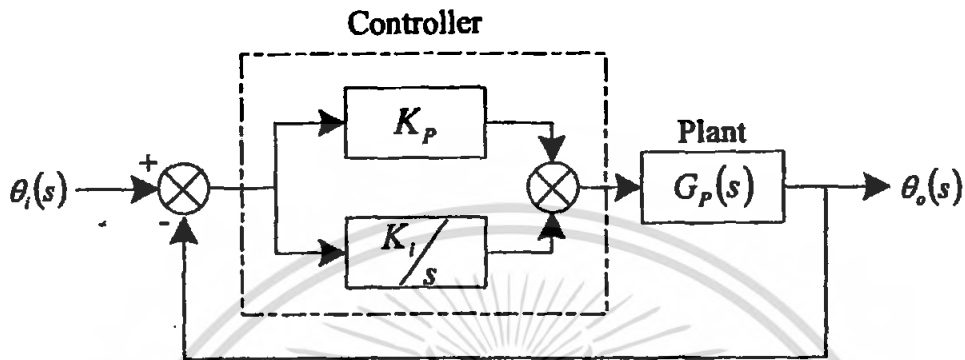 Controller
K_P
Plant
+
θ_i(s)
G_P(s)
θ_o(s)
-
K_i/s